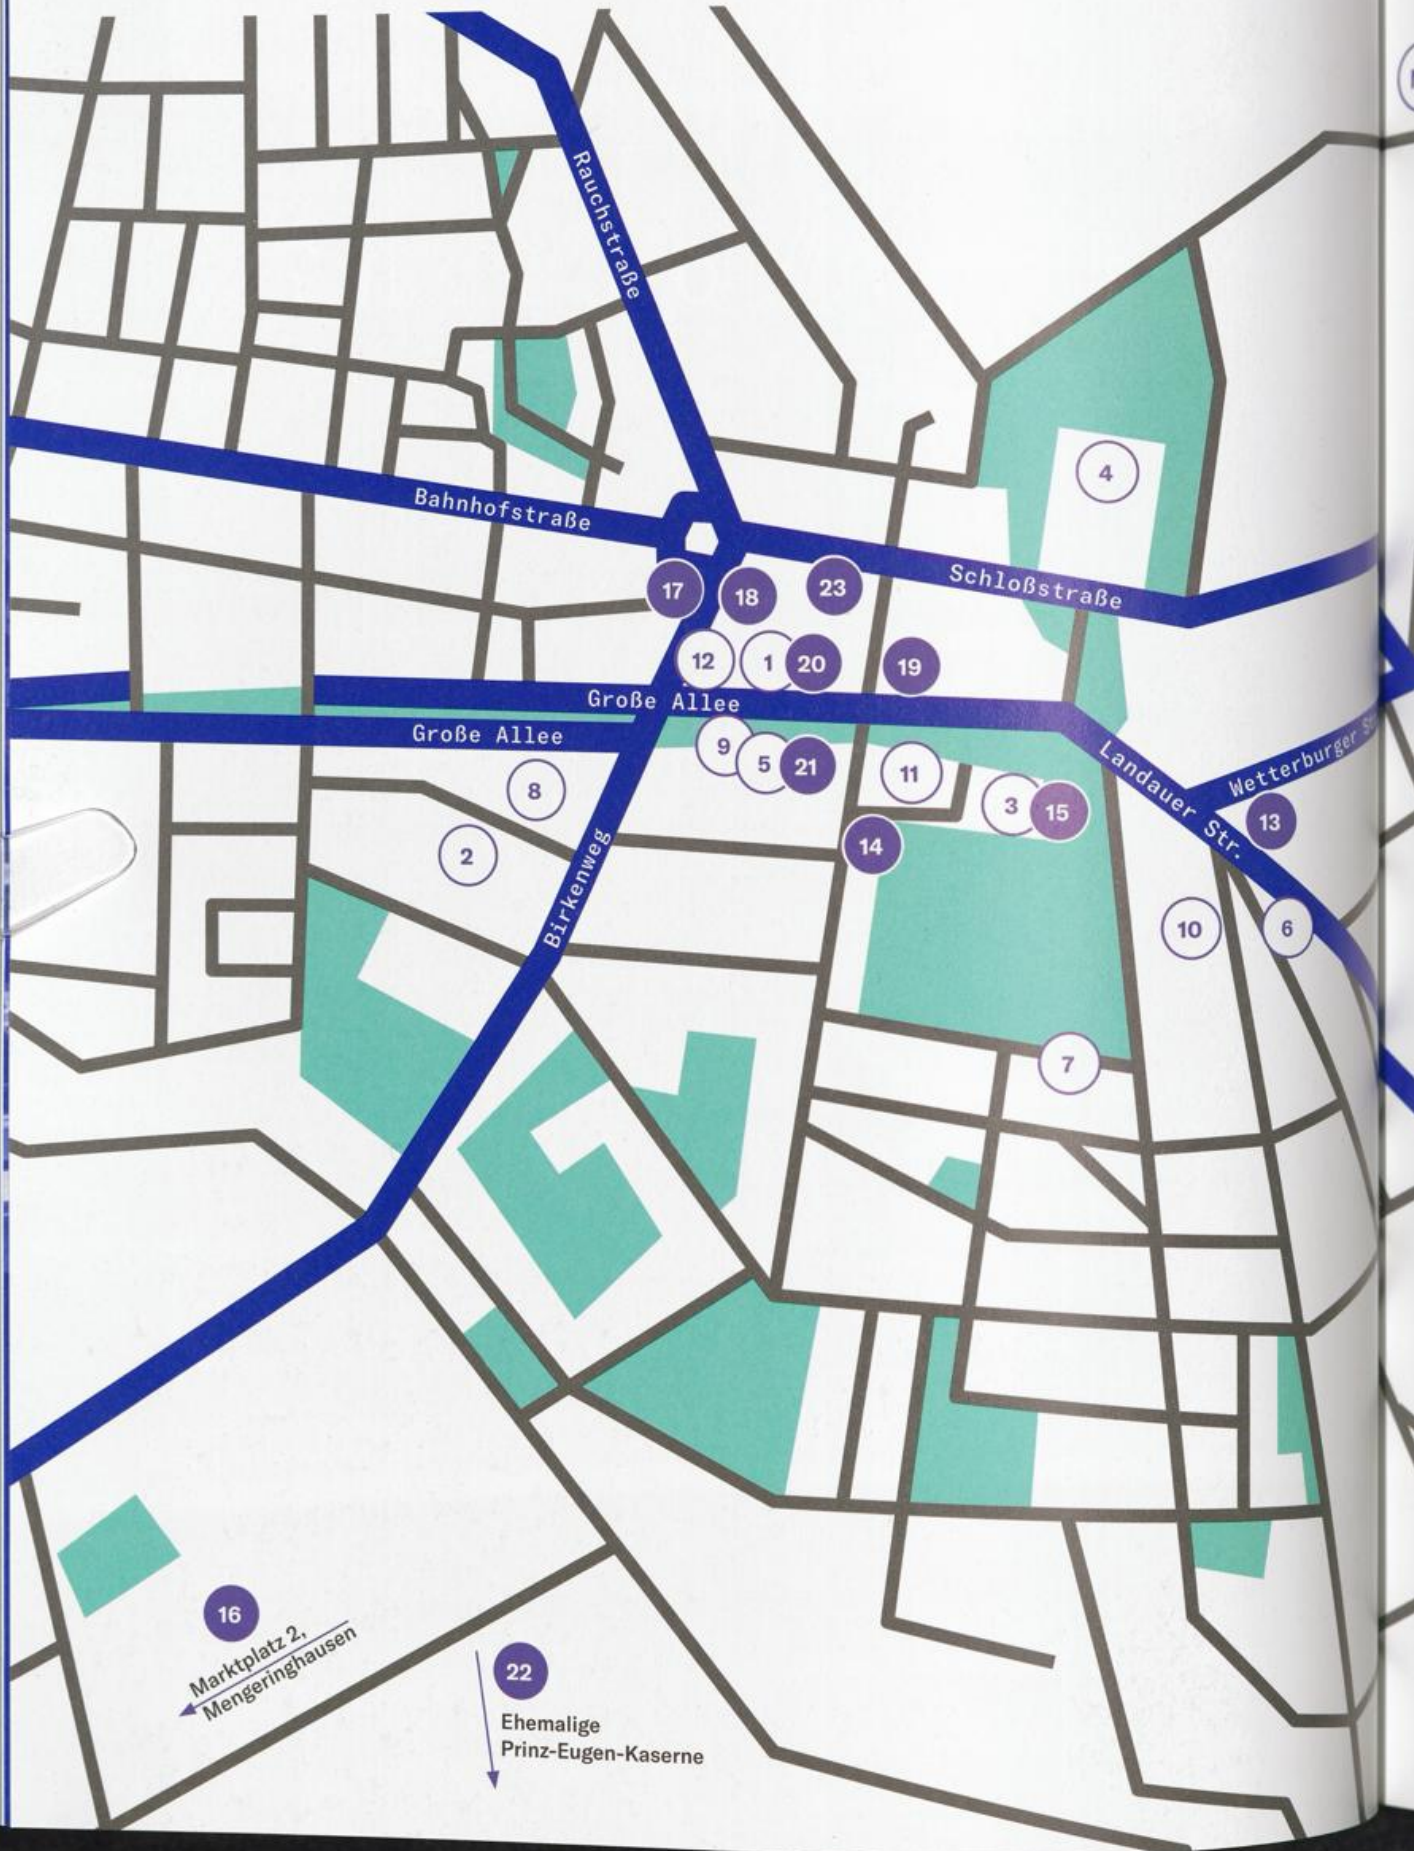 Rauchstraße
4
Bahnhofstraße
Schloßstraße
17
18
23
12
1
20
19
Große Allee
Große Allee
9
5
21
11
8
3
15
Landauer Str.
Wetterburger
13
2
14
Birkenweg
10
6
7
16
Marktplatz 2,
Mengeringhausen
22
Ehemalige
Prinz-Eugen-Kaserne